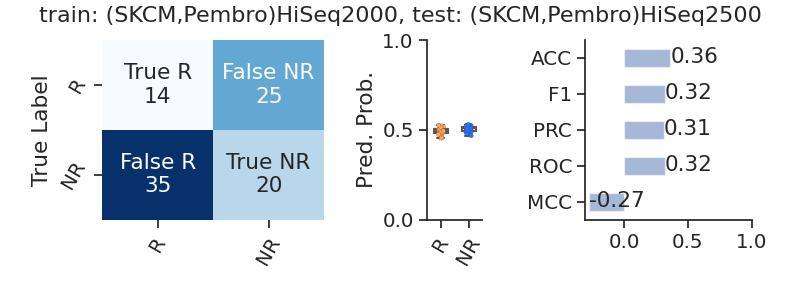 train: (SKCM,Pembro)HiSeq2000, test: (SKCM,Pembro)HiSeq2500
True Label
R
NR
True R
14
False NR
25
False R
35
True NR
20
R
NR
Pred. Prob.
1.0
0.5
0.0
R
NR
ACC
0.36
F1
0.32
PRC
0.31
ROC
0.32
MCC
-0.27
0.0
0.5
1.0